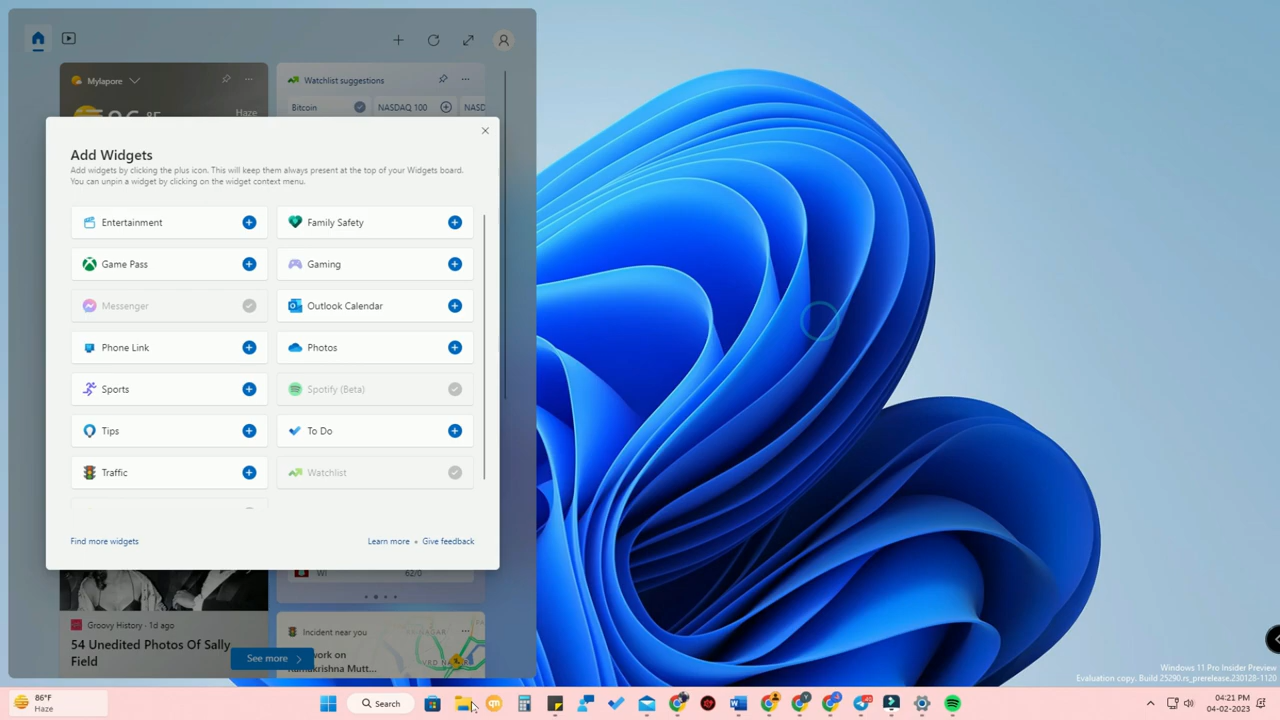 Mylapore
Watchlist suggestions
Bitcoin
NASDAQ 100
NASD
86 °F
Haze
Add Widgets
Add widgets by clicking the plus icon. This will keep them always present at the top of your Widgets board.
You can unpin a widget by clicking on the widget context menu.
Entertainment
Family Safety
Game Pass
Gaming
Messenger
Outlook Calendar
Phone Link
Photos
Sports
Spotify (Beta)
Tips
To Do
Traffic
Watchlist
Find more widgets
Learn more
Give feedback
WI
62/0
Groovy History · 1d ago
54 Unedited Photos Of Sally
Field
See more
Incident near you
Ramakrishna Mutt...
Windows 11 Pro Insider Preview
Evaluation copy. Build 25290.rs_prerelease.230128-1120
86°F
Haze
Search
04:21 PM
04-02-2023